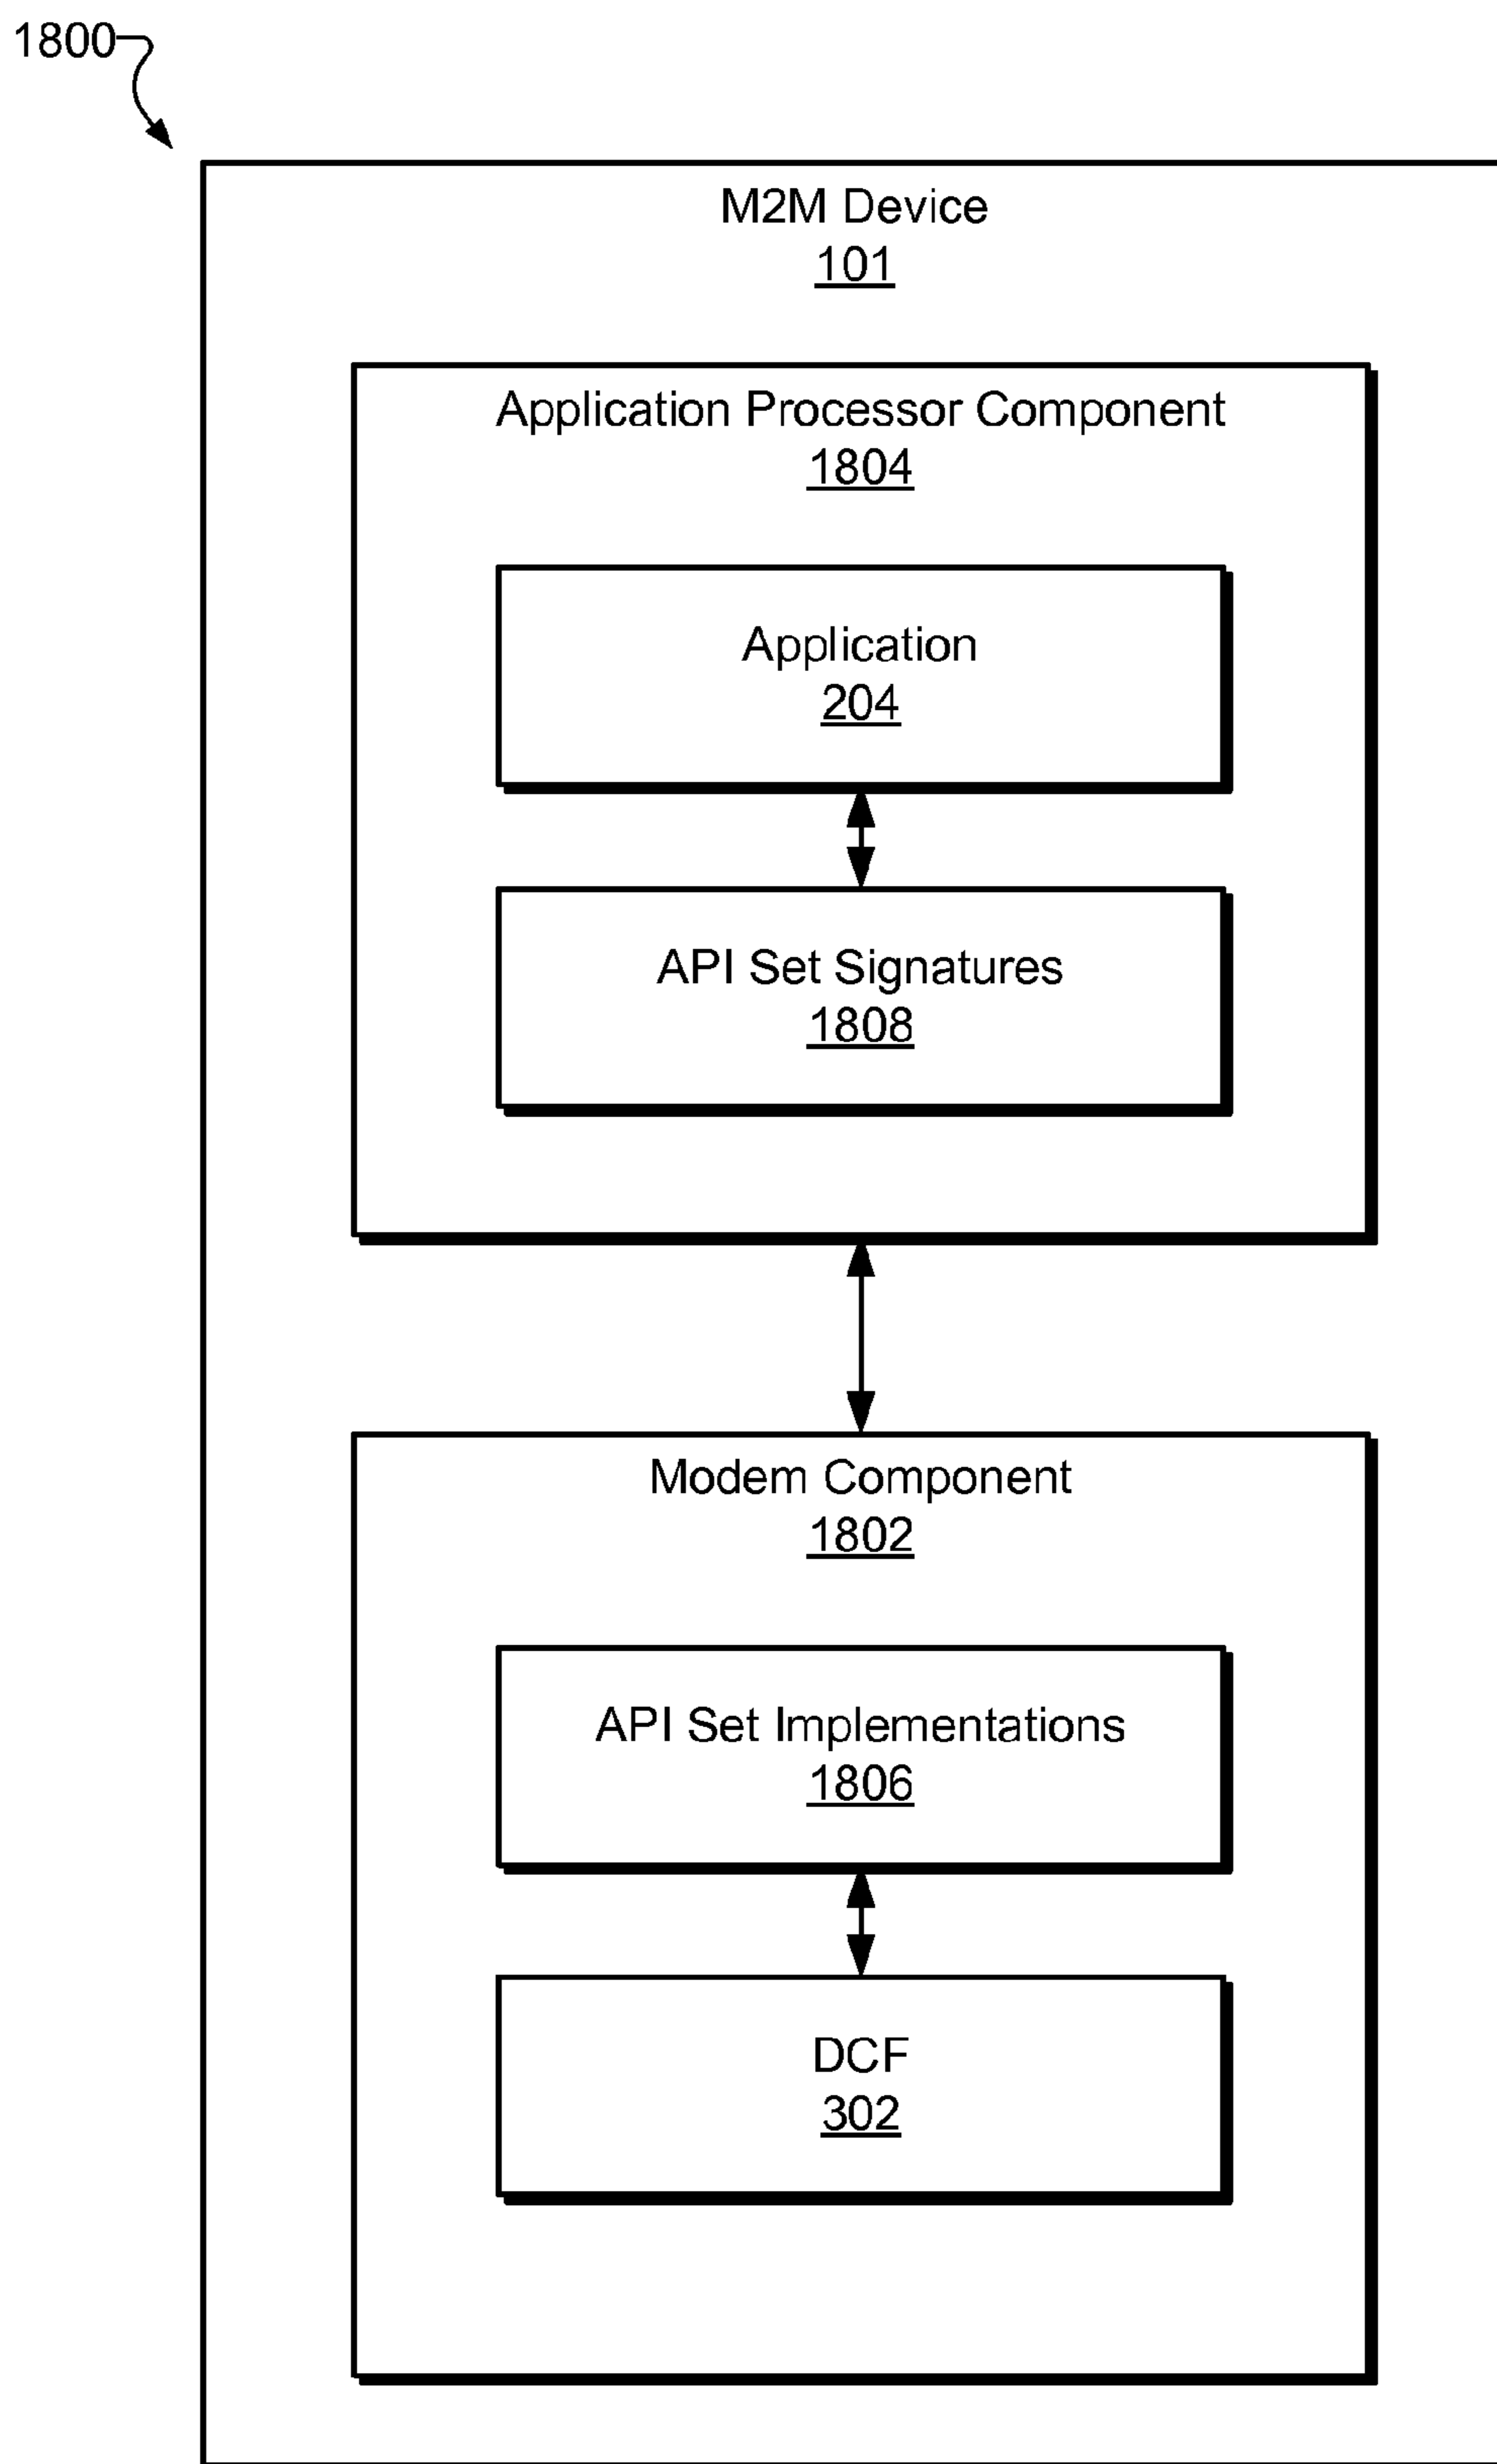 1800
M2M Device
101
Application Processor Component
1804
Application
204
API Set Signatures
1808
Modem Component
1802
API Set Implementations
1806
DCF
302